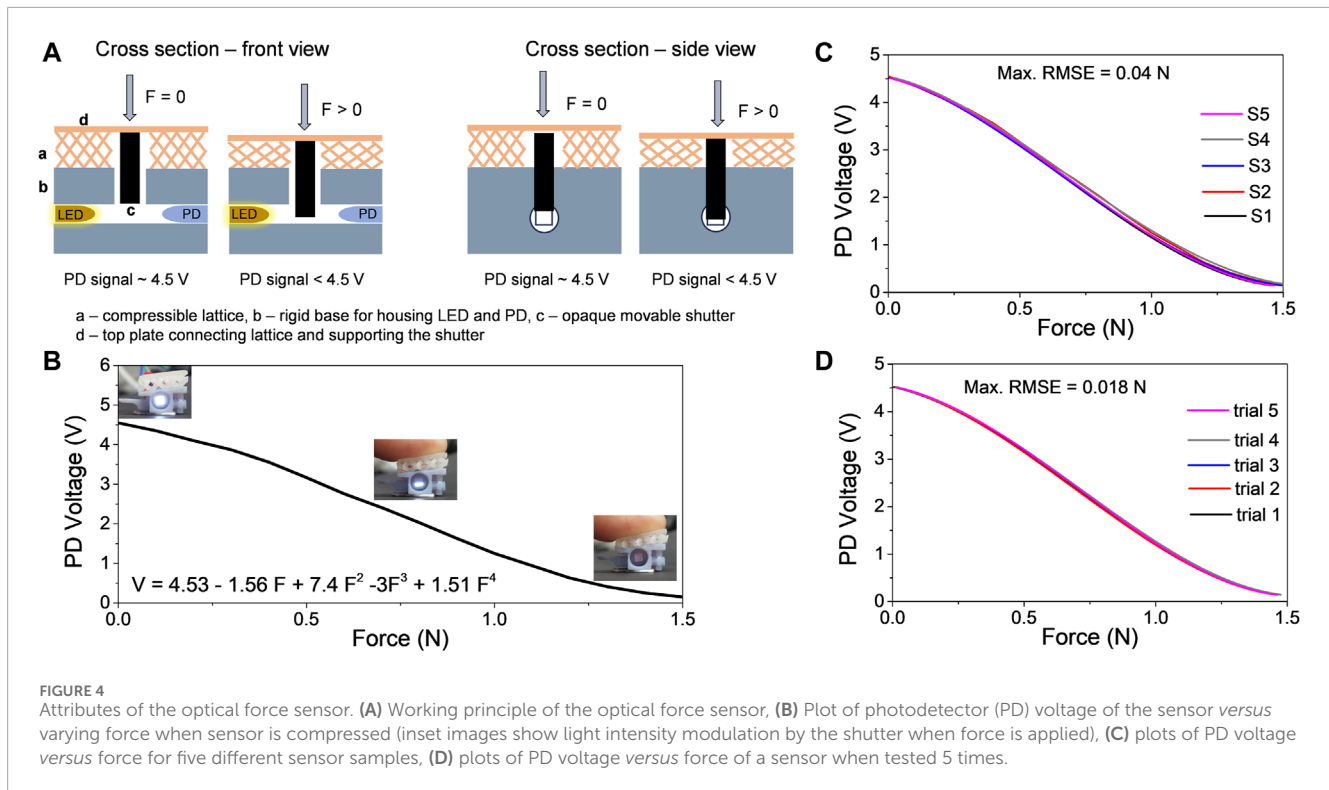 A
Cross section – front view
Cross section – side view
F = 0
F > 0
F = 0
F > 0
d
a
b
LED
c
PD
LED
PD
PD signal ~ 4.5 V
PD signal < 4.5 V
PD signal ~ 4.5 V
PD signal < 4.5 V
a – compressible lattice, b – rigid base for housing LED and PD, c – opaque movable shutter
d – top plate connecting lattice and supporting the shutter
B
PD Voltage (V)
6
5
4
3
2
1
0
V = 4.53 - 1.56 F + 7.4 F² -3F³ + 1.51 F⁴
0.0
0.5
1.0
1.5
Force (N)
C
PD Voltage (V)
5
4
3
2
1
0
Max. RMSE = 0.04 N
S5
S4
S3
S2
S1
0.0
0.5
1.0
1.5
Force (N)
D
PD Voltage (V)
5
4
3
2
1
0
Max. RMSE = 0.018 N
trial 5
trial 4
trial 3
trial 2
trial 1
0.0
0.5
1.0
1.5
Force (N)
FIGURE 4
Attributes of the optical force sensor. (A) Working principle of the optical force sensor, (B) Plot of photodetector (PD) voltage of the sensor versus
varying force when sensor is compressed (inset images show light intensity modulation by the shutter when force is applied), (C) plots of PD voltage
versus force for five different sensor samples, (D) plots of PD voltage versus force of a sensor when tested 5 times.